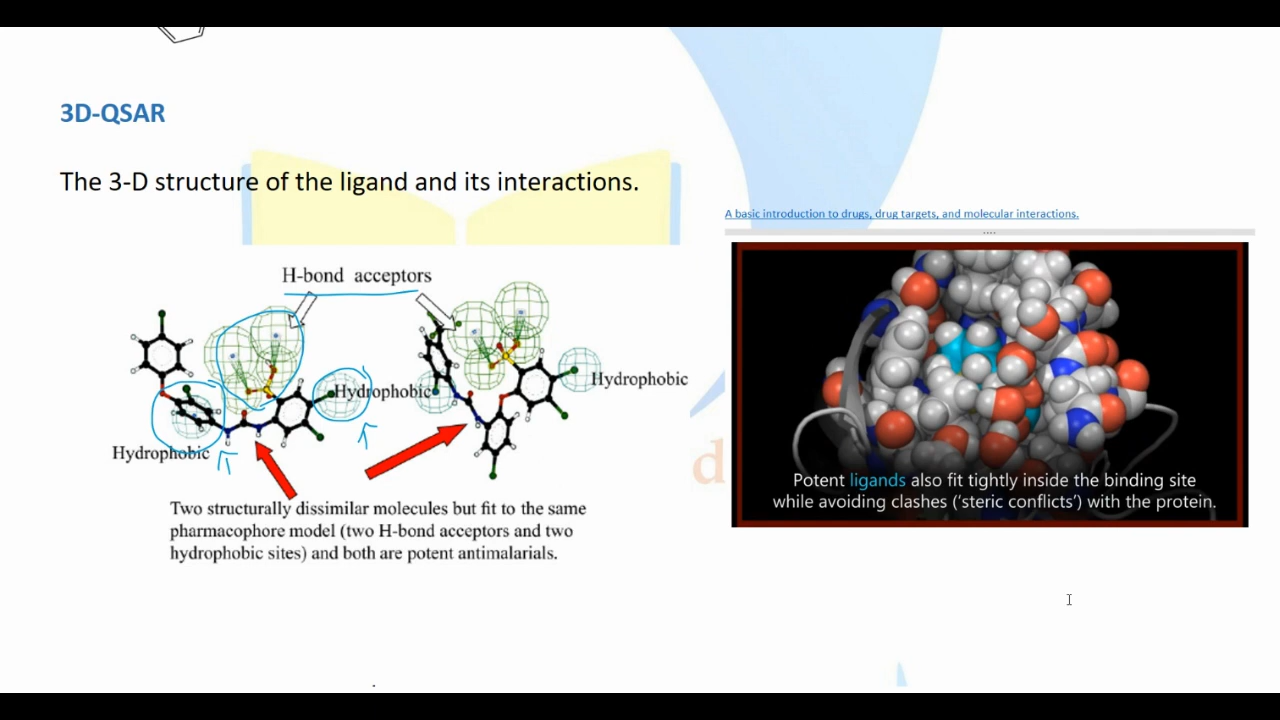 3D-QSAR
The 3-D structure of the ligand and its interactions.
A basic introduction to drugs, drug targets, and molecular interactions.
H-bond acceptors
Hydrophobic
Hydrophobic
Hydrophobic
Two structurally dissimilar molecules but fit to the same
pharmacophore model (two H-bond acceptors and two
hydrophobic sites) and both are potent antimalarials.
Potent ligands also fit tightly inside the binding site
while avoiding clashes ('steric conflicts') with the protein.
d